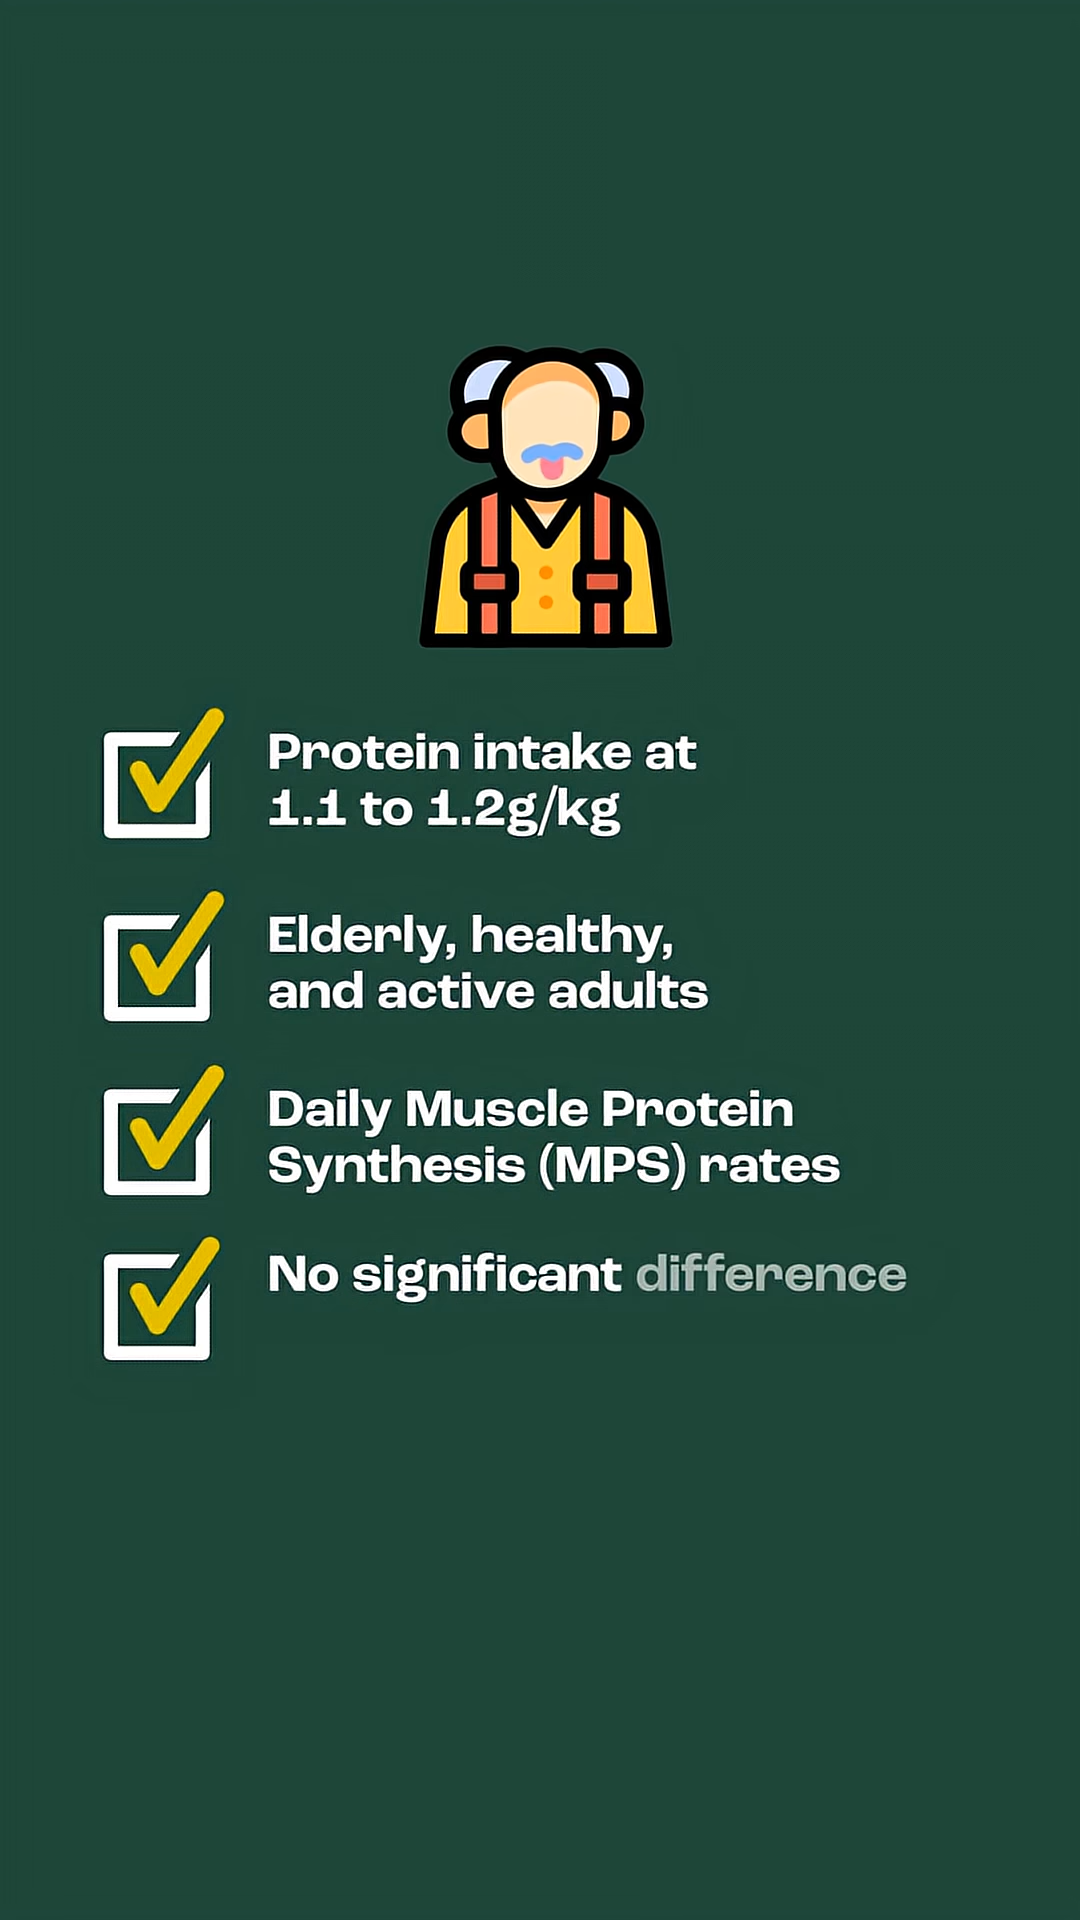 Protein intake at
1.1 to 1.2g/kg
Elderly, healthy,
and active adults
Daily Muscle Protein
Synthesis (MPS) rates
No significant difference